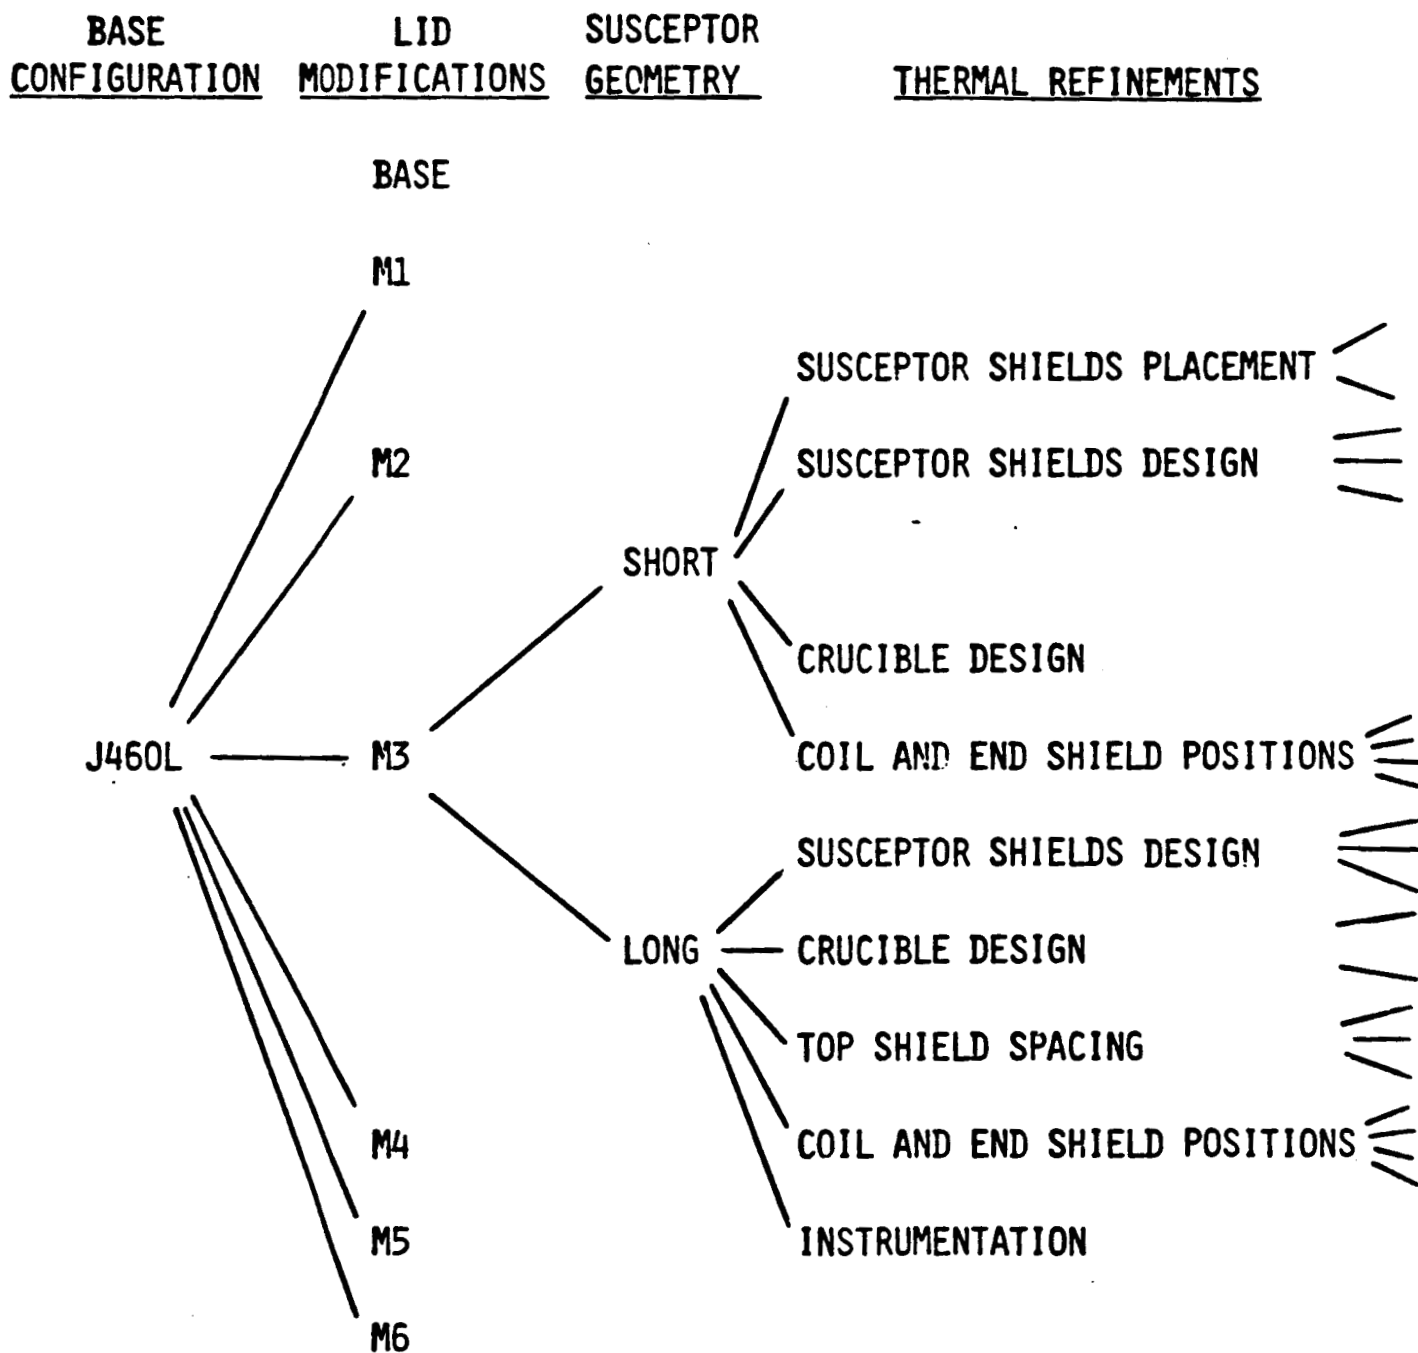 BASE CONFIGURATION
LID MODIFICATIONS
SUSCEPTOR GEOMETRY
THERMAL REFINEMENTS
BASE
M1
SUSCEPTOR SHIELDS PLACEMENT
M2
SUSCEPTOR SHIELDS DESIGN
SHORT
CRUCIBLE DESIGN
J460L
M3
COIL AND END SHIELD POSITIONS
SUSCEPTOR SHIELDS DESIGN
LONG
CRUCIBLE DESIGN
TOP SHIELD SPACING
M4
COIL AND END SHIELD POSITIONS
M5
INSTRUMENTATION
M6